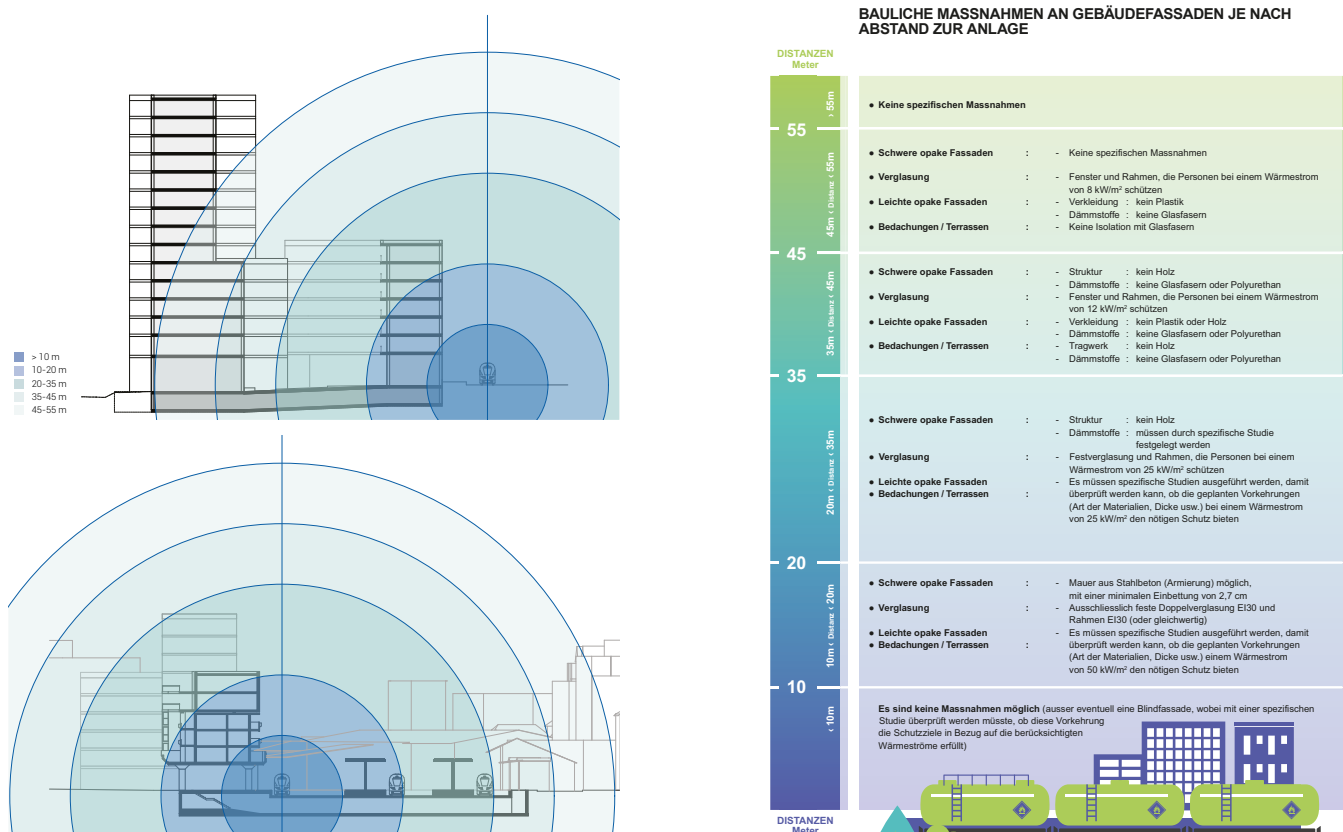 > 10 m
10-20 m
20-35 m
35-45 m
45-55 m
BAULICHE MASSNAHMEN AN GEBÄUDEFASSADEN JE NACH
ABSTAND ZUR ANLAGE
DISTANZEN
Meter
› 55m
• Keine spezifischen Massnahmen
55
45m ‹ Distanz ‹ 55m
• Schwere opake Fassaden : - Keine spezifischen Massnahmen
• Verglasung : - Fenster und Rahmen, die Personen bei einem Wärmestrom
von 8 kW/m² schützen
• Leichte opake Fassaden : - Verkleidung : kein Plastik
- Dämmstoffe : keine Glasfasern
• Bedachungen / Terrassen : - Keine Isolation mit Glasfasern
45
35m ‹ Distanz ‹ 45m
• Schwere opake Fassaden : - Struktur : kein Holz
- Dämmstoffe : keine Glasfasern oder Polyurethan
• Verglasung : - Fenster und Rahmen, die Personen bei einem Wärmestrom
von 12 kW/m² schützen
• Leichte opake Fassaden : - Verkleidung : kein Plastik oder Holz
- Dämmstoffe : keine Glasfasern oder Polyurethan
• Bedachungen / Terrassen : - Tragwerk : kein Holz
- Dämmstoffe : keine Glasfasern oder Polyurethan
35
20m ‹ Distanz ‹ 35m
• Schwere opake Fassaden : - Struktur : kein Holz
- Dämmstoffe : müssen durch spezifische Studie
festgelegt werden
• Verglasung : - Festverglasung und Rahmen, die Personen bei einem
Wärmestrom von 25 kW/m² schützen
• Leichte opake Fassaden - Es müssen spezifische Studien ausgeführt werden, damit
• Bedachungen / Terrassen : überprüft werden kann, ob die geplanten Vorkehrungen
(Art der Materialien, Dicke usw.) bei einem Wärmestrom
von 25 kW/m² den nötigen Schutz bieten
20
10m ‹ Distanz ‹ 20m
• Schwere opake Fassaden : - Mauer aus Stahlbeton (Armierung) möglich,
mit einer minimalen Einbettung von 2,7 cm
• Verglasung : - Ausschliesslich feste Doppelverglasung EI30 und
Rahmen EI30 (oder gleichwertig)
• Leichte opake Fassaden - Es müssen spezifische Studien ausgeführt werden, damit
• Bedachungen / Terrassen : überprüft werden kann, ob die geplanten Vorkehrungen
(Art der Materialien, Dicke usw.) einem Wärmestrom
von 50 kW/m² den nötigen Schutz bieten
10
‹ 10m
Es sind keine Massnahmen möglich (ausser eventuell eine Blindfassade, wobei mit einer spezifischen
Studie überprüft werden müsste, ob diese Vorkehrung
die Schutzziele in Bezug auf die berücksichtigten
Wärmeströme erfüllt)
DISTANZEN
Meter